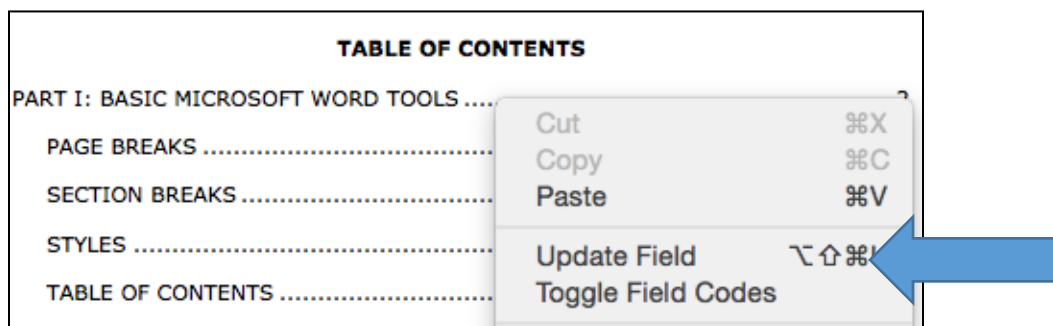 TABLE OF CONTENTS
PART I: BASIC MICROSOFT WORD TOOLS ....
PAGE BREAKS ......................................
SECTION BREAKS .................................
STYLES ...............................................
TABLE OF CONTENTS ............................
Cut ⌘X
Copy ⌘C
Paste ⌘V
Update Field ⌥⇧⌘
Toggle Field Codes